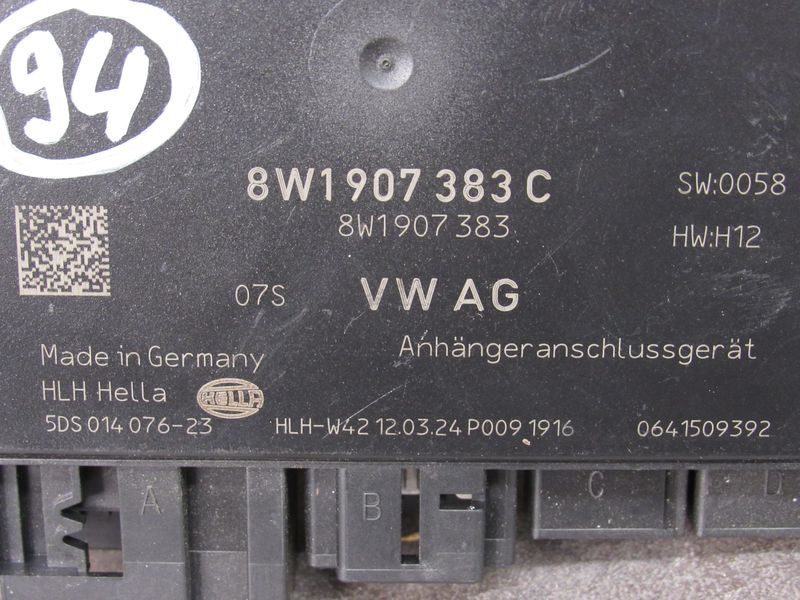 94
8W1 907 383 C
SW:0058
8W1 907 383
HW:H12
07S
VW AG
Made in Germany
Anhängeranschlussgerät
HLH Hella
HELLA
5DS 014 076-23
HLH-W42 12.03.24 P009 1916
0641509392
A
B
C
D